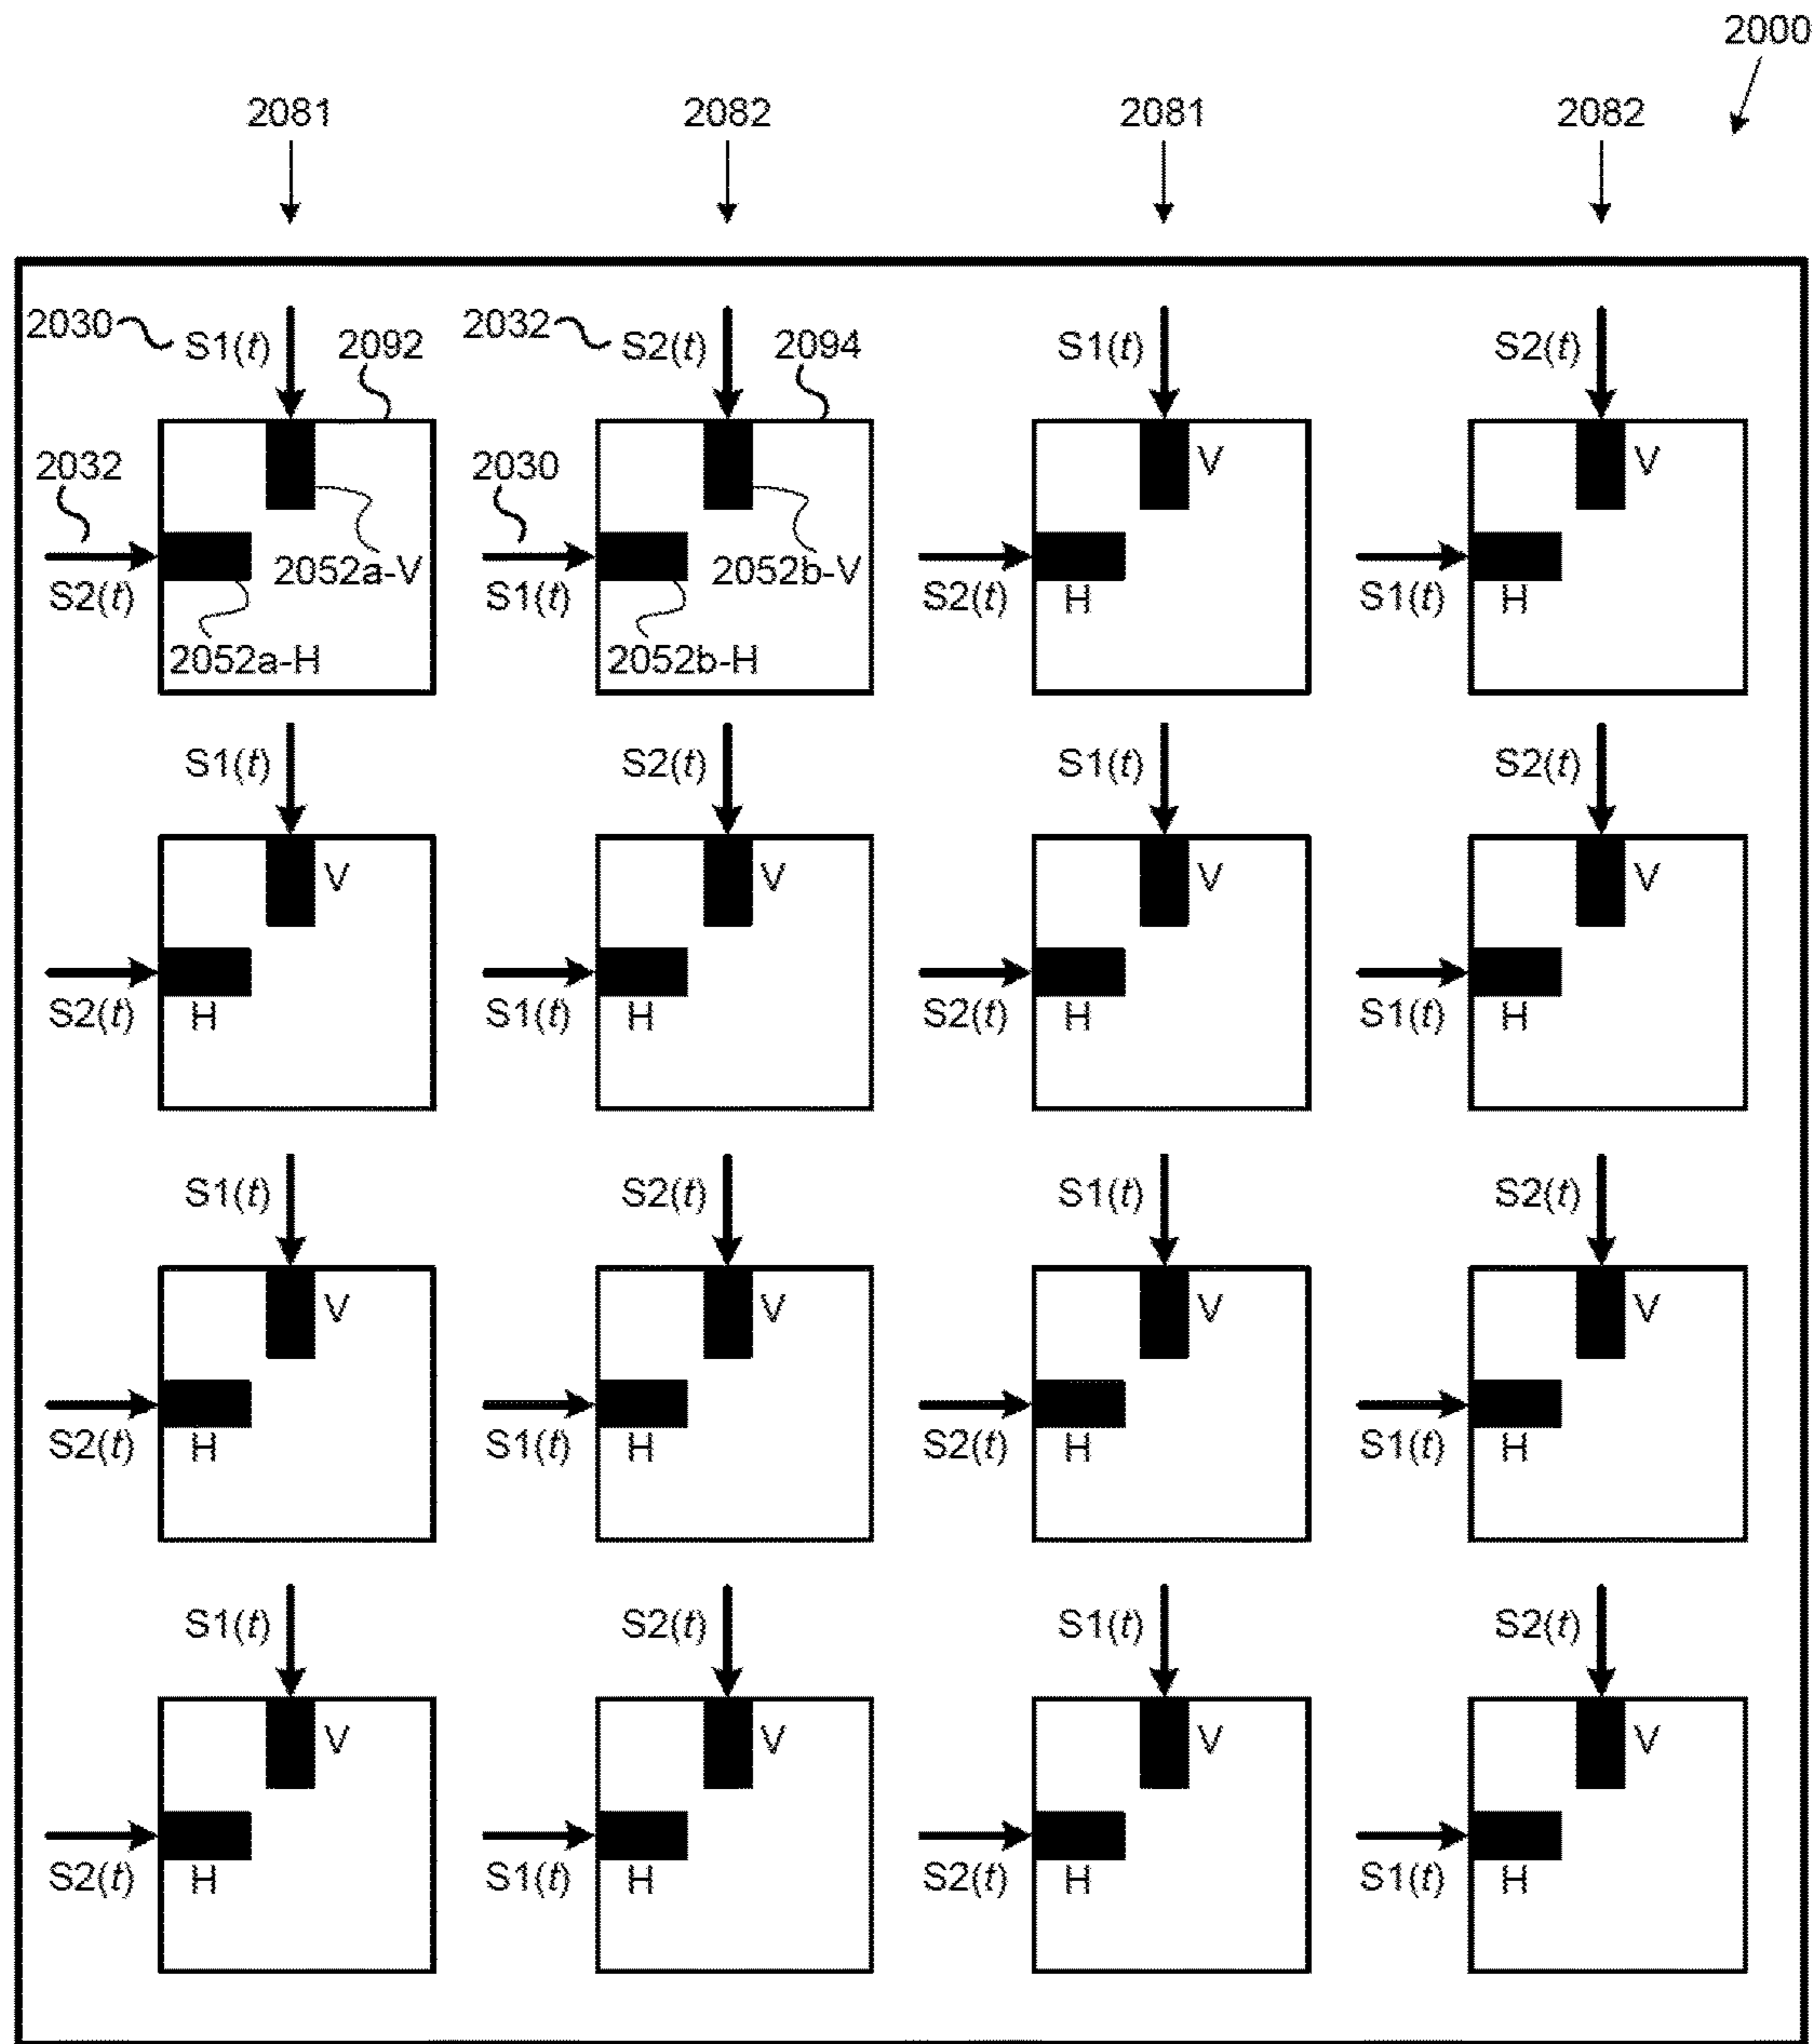 2000
2081 2082 2081 2082
2030 S1(t) 2092 2032 S2(t) 2094 S1(t) S2(t)
2032 2030 V V
2052a-V 2052b-V
S2(t) S1(t) S2(t) H S1(t) H
2052a-H 2052b-H
S1(t) S2(t) S1(t) S2(t)
V V V V
S2(t) H S1(t) H S2(t) H S1(t) H
S1(t) S2(t) S1(t) S2(t)
V V V V
S2(t) H S1(t) H S2(t) H S1(t) H
S1(t) S2(t) S1(t) S2(t)
V V V V
S2(t) H S1(t) H S2(t) H S1(t) H